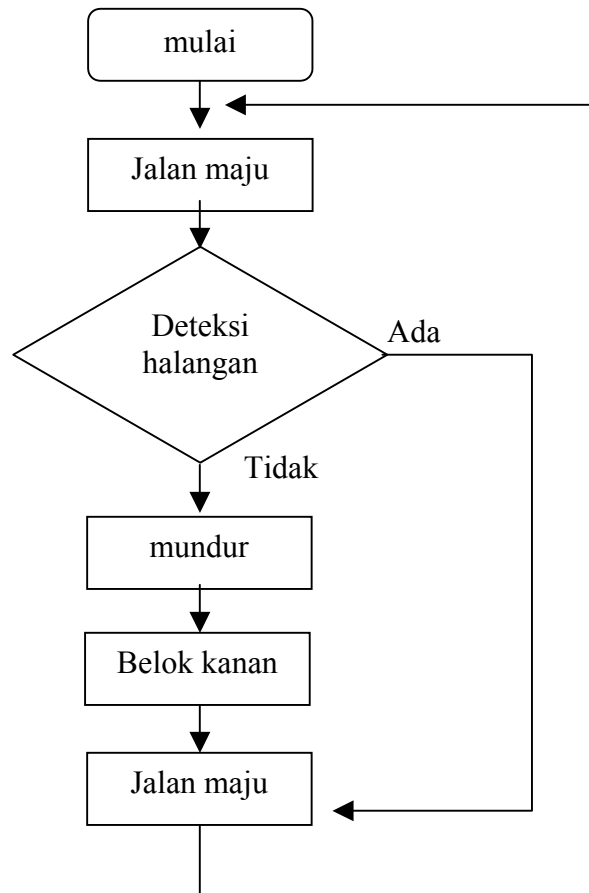 mulai
Jalan maju
Deteksi
halangan
Ada
Tidak
mundur
Belok kanan
Jalan maju